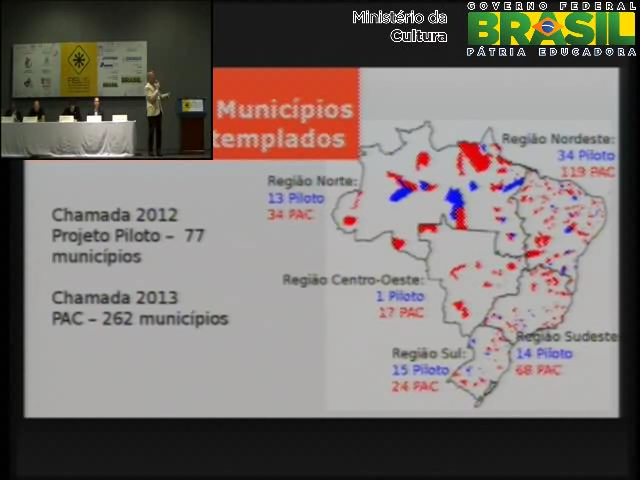 Ministério da
Cultura
GOVERNO FEDERAL
BRASIL
PÁTRIA EDUCADORA
Municípios
templados
Região Nordeste:
34 Piloto
119 PAC
Região Norte:
13 Piloto
34 PAC
Chamada 2012
Projeto Piloto – 77
municípios
Região Centro-Oeste:
1 Piloto
17 PAC
Chamada 2013
PAC – 262 municípios
Região Sudeste
14 Piloto
68 PAC
Região Sul:
15 Piloto
24 PAC